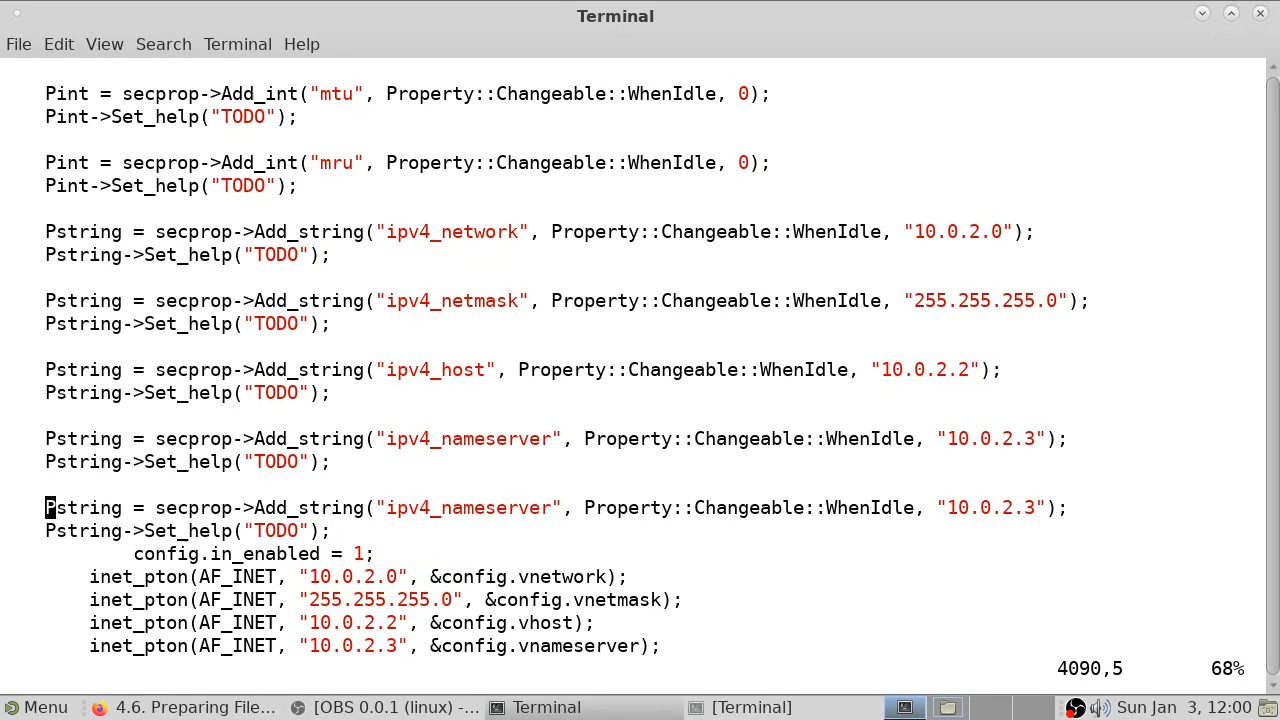 Terminal
File Edit View Search Terminal Help
Pint = secprop->Add_int("mtu", Property::Changeable::WhenIdle, 0);
Pint->Set_help("TODO");
Pint = secprop->Add_int("mru", Property::Changeable::WhenIdle, 0);
Pint->Set_help("TODO");
Pstring = secprop->Add_string("ipv4_network", Property::Changeable::WhenIdle, "10.0.2.0");
Pstring->Set_help("TODO");
Pstring = secprop->Add_string("ipv4_netmask", Property::Changeable::WhenIdle, "255.255.255.0");
Pstring->Set_help("TODO");
Pstring = secprop->Add_string("ipv4_host", Property::Changeable::WhenIdle, "10.0.2.2");
Pstring->Set_help("TODO");
Pstring = secprop->Add_string("ipv4_nameserver", Property::Changeable::WhenIdle, "10.0.2.3");
Pstring->Set_help("TODO");
Pstring = secprop->Add_string("ipv4_nameserver", Property::Changeable::WhenIdle, "10.0.2.3");
Pstring->Set_help("TODO");
config.in_enabled = 1;
inet_pton(AF_INET, "10.0.2.0", &config.vnetwork);
inet_pton(AF_INET, "255.255.255.0", &config.vnetmask);
inet_pton(AF_INET, "10.0.2.2", &config.vhost);
inet_pton(AF_INET, "10.0.2.3", &config.vnameserver);
4090,5 68%
Menu 4.6. Preparing File... [OBS 0.0.1 (linux) -... Terminal [Terminal] Sun Jan 3, 12:00